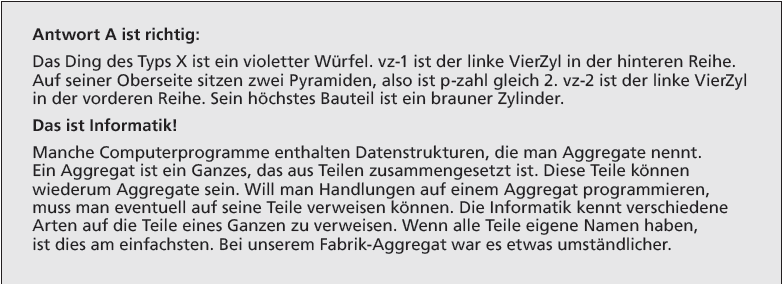 Antwort A ist richtig:
Das Ding des Typs X ist ein violetter Würfel. vz-1 ist der linke VierZyl in der hinteren Reihe.
Auf seiner Oberseite sitzen zwei Pyramiden, also ist p-zahl gleich 2. vz-2 ist der linke VierZyl
in der vorderen Reihe. Sein höchstes Bauteil ist ein brauner Zylinder.
Das ist Informatik!
Manche Computerprogramme enthalten Datenstrukturen, die man Aggregate nennt.
Ein Aggregat ist ein Ganzes, das aus Teilen zusammengesetzt ist. Diese Teile können
wiederum Aggregate sein. Will man Handlungen auf einem Aggregat programmieren,
muss man eventuell auf seine Teile verweisen können. Die Informatik kennt verschiedene
Arten auf die Teile eines Ganzen zu verweisen. Wenn alle Teile eigene Namen haben,
ist dies am einfachsten. Bei unserem Fabrik-Aggregat war es etwas umständlicher.